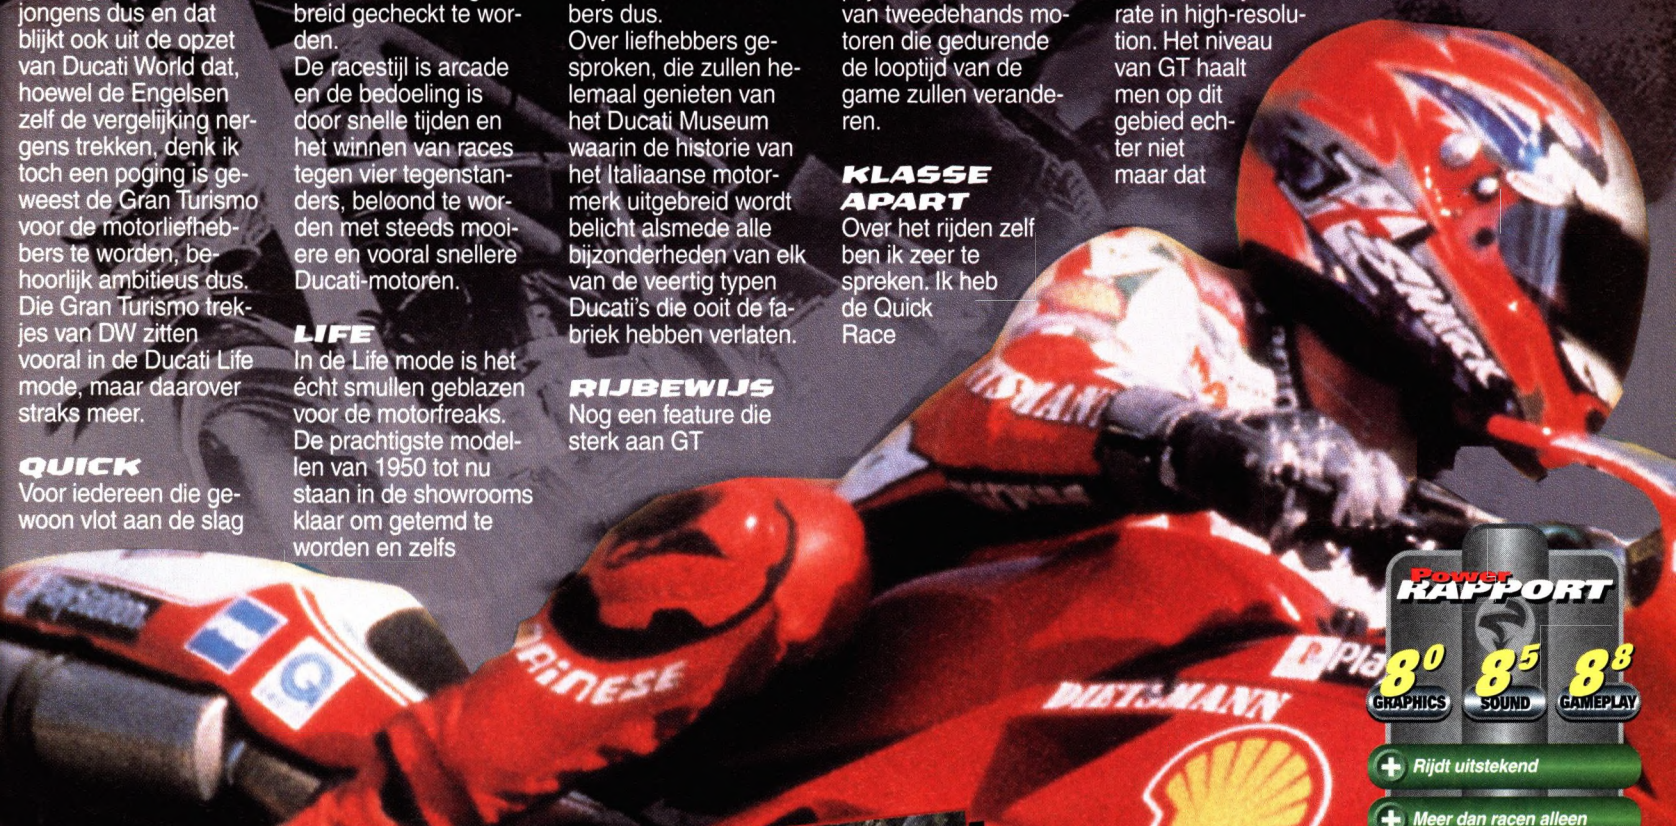 jongens dus en dat
blijkt ook uit de opzet
van Ducati World dat,
hoewel de Engelsen
zelf de vergelijking ner-
gens trekken, denk ik
toch een poging is ge-
weest de Gran Turismo
voor de motorliefheb-
bers te worden, be-
hoorlijk ambitieus dus.
Die Gran Turismo trek-
jes van DW zitten
vooral in de Ducati Life
mode, maar daarover
straks meer.
QUICK
Voor iedereen die ge-
woon vlot aan de slag
breid gecheckt te wor-
den.
De racestijl is arcade
en de bedoeling is
door snelle tijden en
het winnen van races
tegen vier tegenstan-
ders, beloond te wor-
den met steeds mooi-
ere en vooral snellere
Ducati-motoren.
LIFE
In de Life mode is het
écht smullen geblazen
voor de motorfreaks.
De prachtigste model-
len van 1950 tot nu
staan in de showrooms
klaar om getemd te
worden en zelfs
bers dus.
Over liefhebbers ge-
sproken, die zullen he-
lemaal genieten van
het Ducati Museum
waarin de historie van
het Italiaanse motor-
merk uitgebreid wordt
belicht alsmede alle
bijzonderheden van elk
van de veertig typen
Ducati's die ooit de fa-
briek hebben verlaten.
RIJBEWIJS
Nog een feature die
sterk aan GT
van tweedehands mo-
toren die gedurende
de looptijd van de
game zullen verande-
ren.
KLASSE
APART
Over het rijden zelf
ben ik zeer te
spreken. Ik heb
de Quick
Race
rate in high-resolu-
tion. Het niveau
van GT haalt
men op dit
gebied ech-
ter niet
maar dat
DAINESE
DIETSMANN
Pla
Power
RAPPORT
8.0
GRAPHICS
8.5
SOUND
8.8
GAMEPLAY
Rijdt uitstekend
Meer dan racen alleen